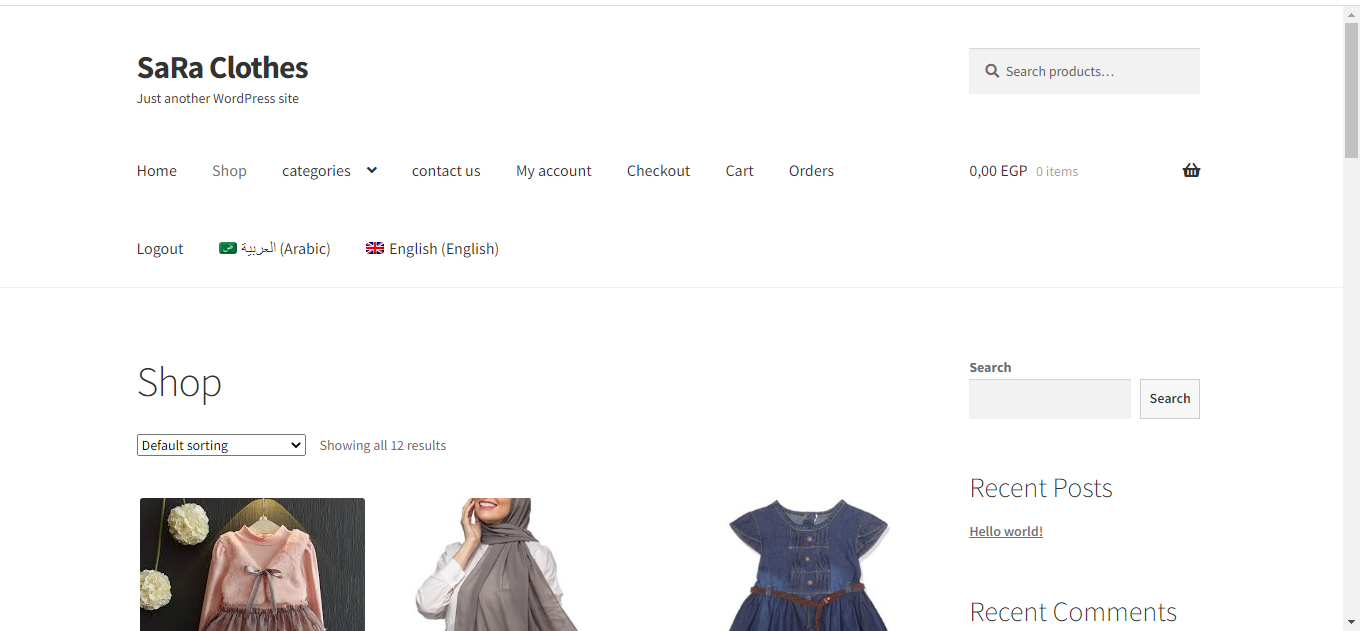 SaRa Clothes
Just another WordPress site
Search products…
Home Shop categories contact us My account Checkout Cart Orders
0,00 EGP 0 items
Logout العربية (Arabic) English (English)
Shop
Default sorting
Showing all 12 results
Search
Search
Recent Posts
Hello world!
Recent Comments